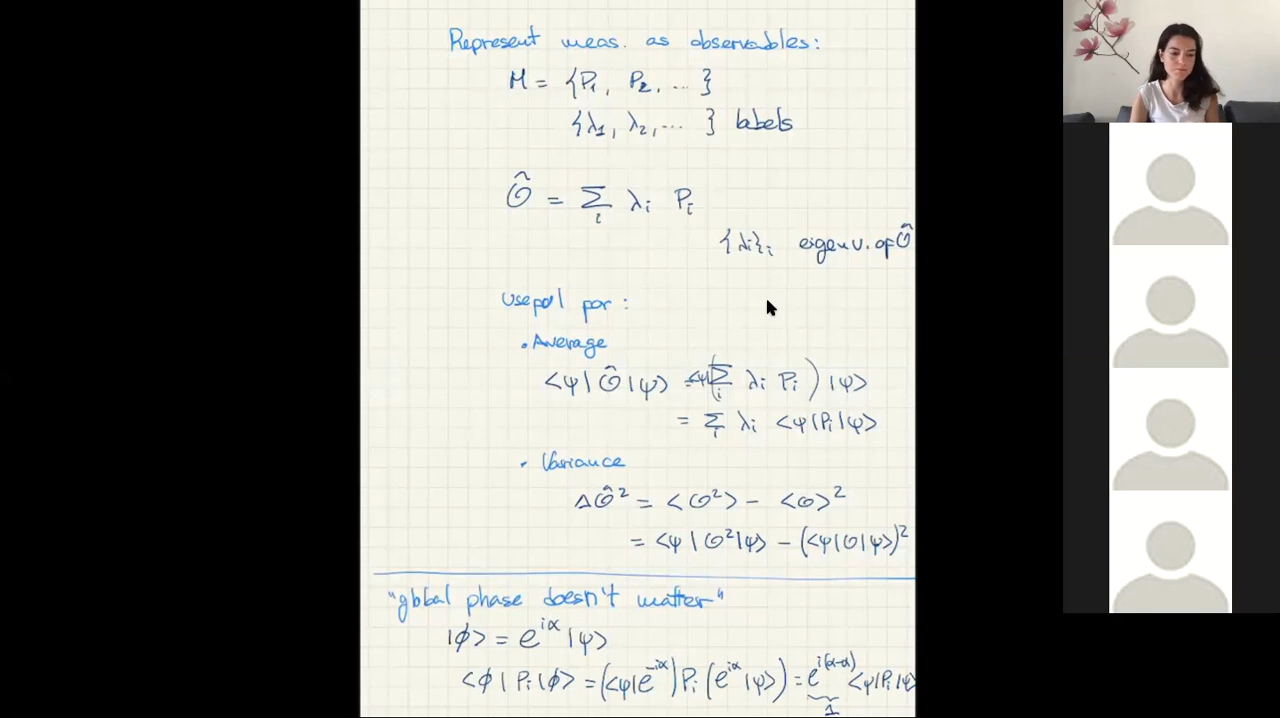 Represent meas. as observables:
M = {P₁, P₂, ... }
{λ₁, λ₂, ... } labels
Ô = Σᵢ λᵢ Pᵢ
{λi}ᵢ eigenv. of Ô
Useful for:
• Average
<ψ| Ô |ψ> = <ψ|(Σᵢ λᵢ Pᵢ) |ψ>
= Σᵢ λᵢ <ψ|Pᵢ|ψ>
• Variance
ΔÔ² = <O²> - <O>²
= <ψ|O²|ψ> - (<ψ|O|ψ>)²
"global phase doesn't matter"
|ϕ> = e^{iα} |ψ>
<ϕ| Pᵢ |ϕ> = (<ψ|e^{-iα}) Pᵢ (e^{iα} |ψ>) = e^{i(α-α)} <ψ|Pᵢ|ψ
1